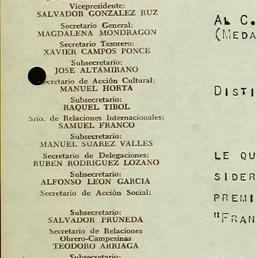 Vicepresidente:
SALVADOR GONZALEZ RUZ
Secretario General:
MAGDALENA MONDRAGON
Secretario Tesorero:
XAVIER CAMPOS PONCE
Subsecretario:
JOSE ALTAMIRANO
Secretario de Acción Cultural:
MANUEL HORTA
Subsecretario:
RAQUEL TIBOL
Srio. de Relaciones Internacionales:
SAMUEL FRANCO
Subsecretario:
MANUEL SUAREZ VALLES
Secretario de Delegaciones:
RUBEN RODRIGUEZ LOZANO
Subsecretario:
ALFONSO LEON GARCIA
Secretario de Acción Social:
Subsecretario:
SALVADOR PRUNEDA
Secretario de Relaciones
Obrero-Campesinas
TEODORO ARRIAGA
Subsecretario:
AL C.
(MEDA
DISTI
LE QU
SIDER
PREMI
"FRAN